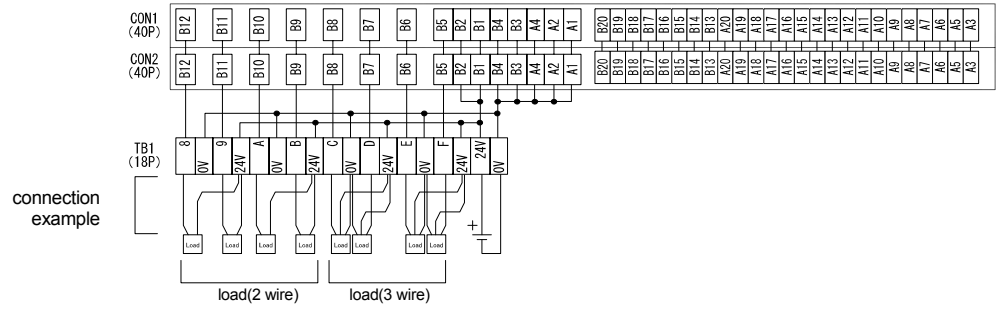 CON1 (40P) B12 B11 B10 B9 B8 B7 B6 B5 B2 B1 B4 B3 A4 A2 A1 B20 B19 B18 B17 B16 B15 B14 B13 A20 A19 A18 A17 A16 A15 A14 A13 A12 A11 A10 A9 A8 A7 A6 A5 A3
CON2 (40P) B12 B11 B10 B9 B8 B7 B6 B5 B2 B1 B4 B3 A4 A2 A1 B20 B19 B18 B17 B16 B15 B14 B13 A20 A19 A18 A17 A16 A15 A14 A13 A12 A11 A10 A9 A8 A7 A6 A5 A3
TB1 (18P) 8 0V 9 24V A 0V B 24V C 0V D 24V E 0V F 24V 24V 0V
connection
example
+
Load Load Load Load Load Load Load Load
load(2 wire) load(3 wire)